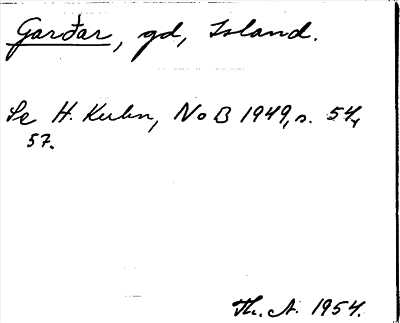 Garðar, gd, Island.
Se H. Kuhn, NoB 1949, s. 54,
57.
Th. A. 1954.